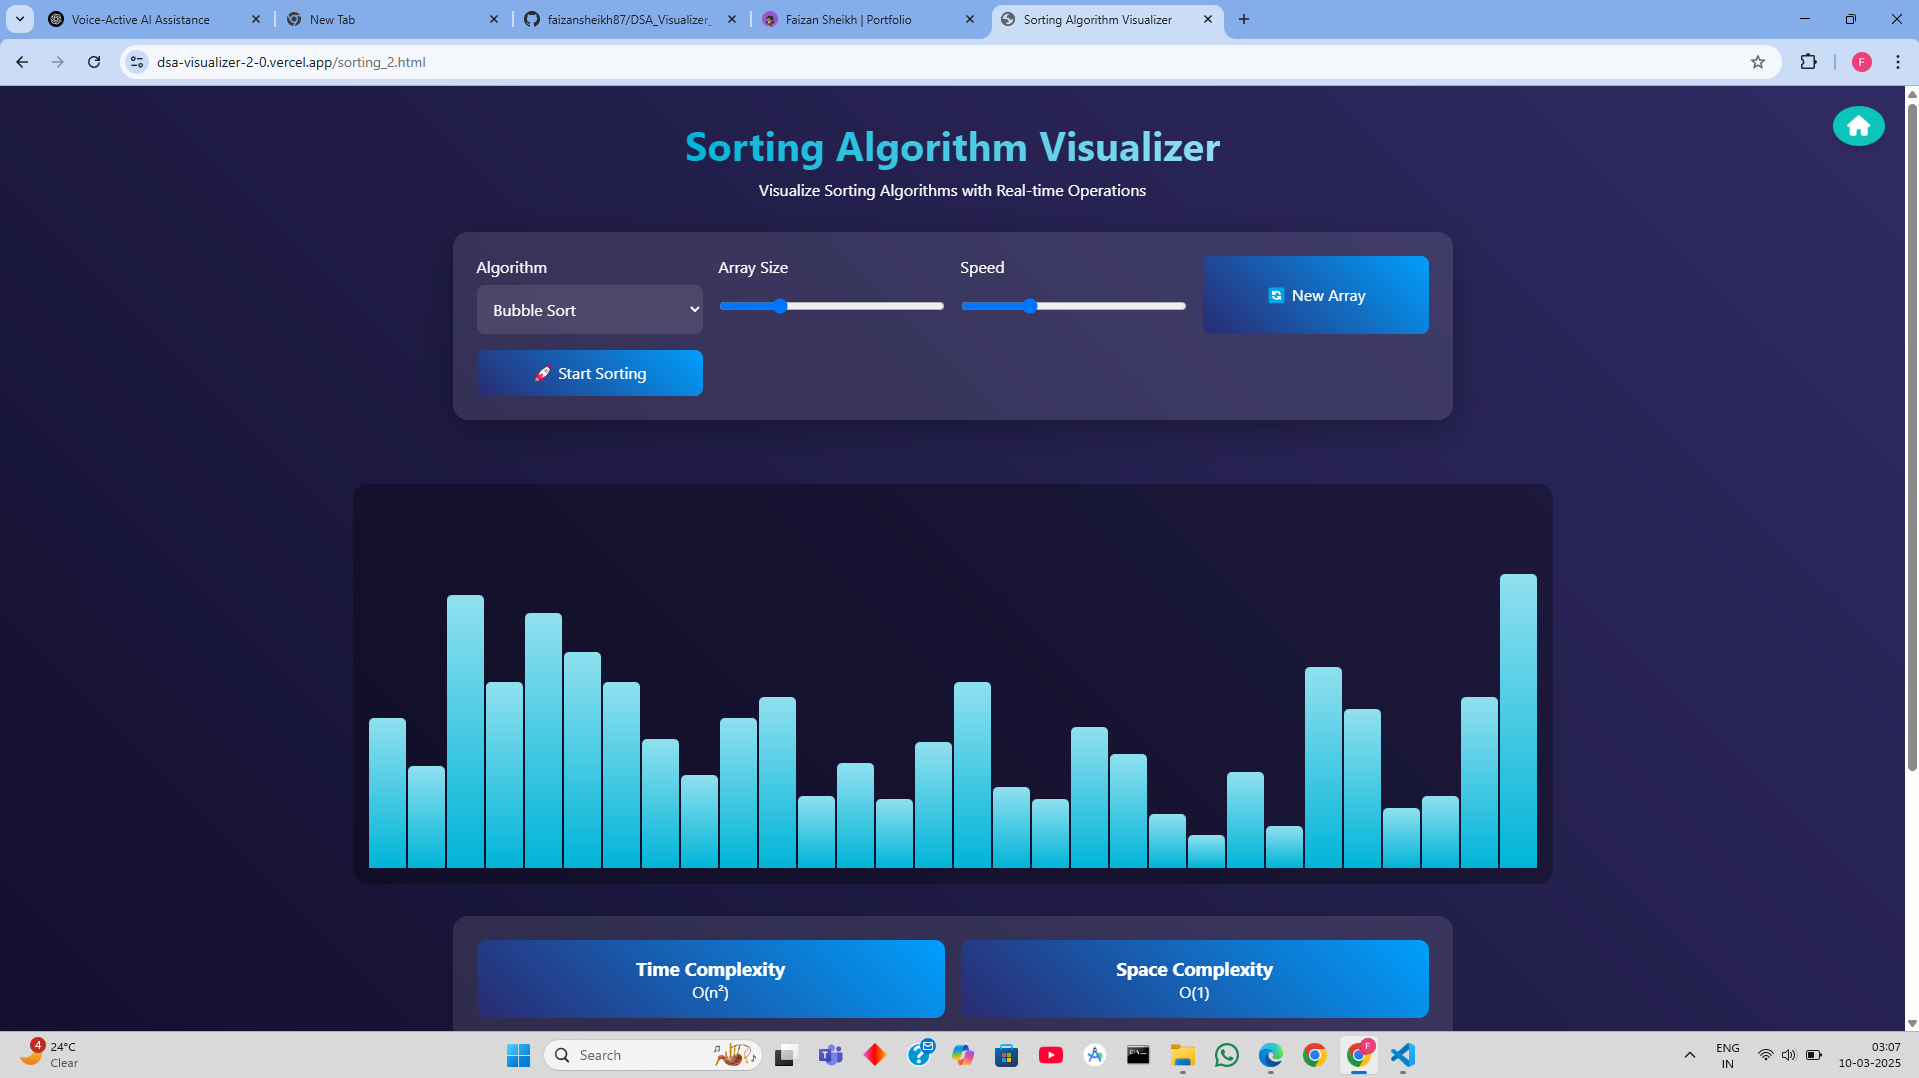 Voice-Active AI Assistance
New Tab
faizansheikh87/DSA_Visualizer_
Faizan Sheikh | Portfolio
Sorting Algorithm Visualizer
dsa-visualizer-2-0.vercel.app/sorting_2.html
F
Sorting Algorithm Visualizer
Visualize Sorting Algorithms with Real-time Operations
Algorithm
Array Size
Speed
Bubble Sort
New Array
Start Sorting
Time Complexity
O(n²)
Space Complexity
O(1)
4
24°C
Clear
Search
F
ENG
IN
03:07
10-03-2025